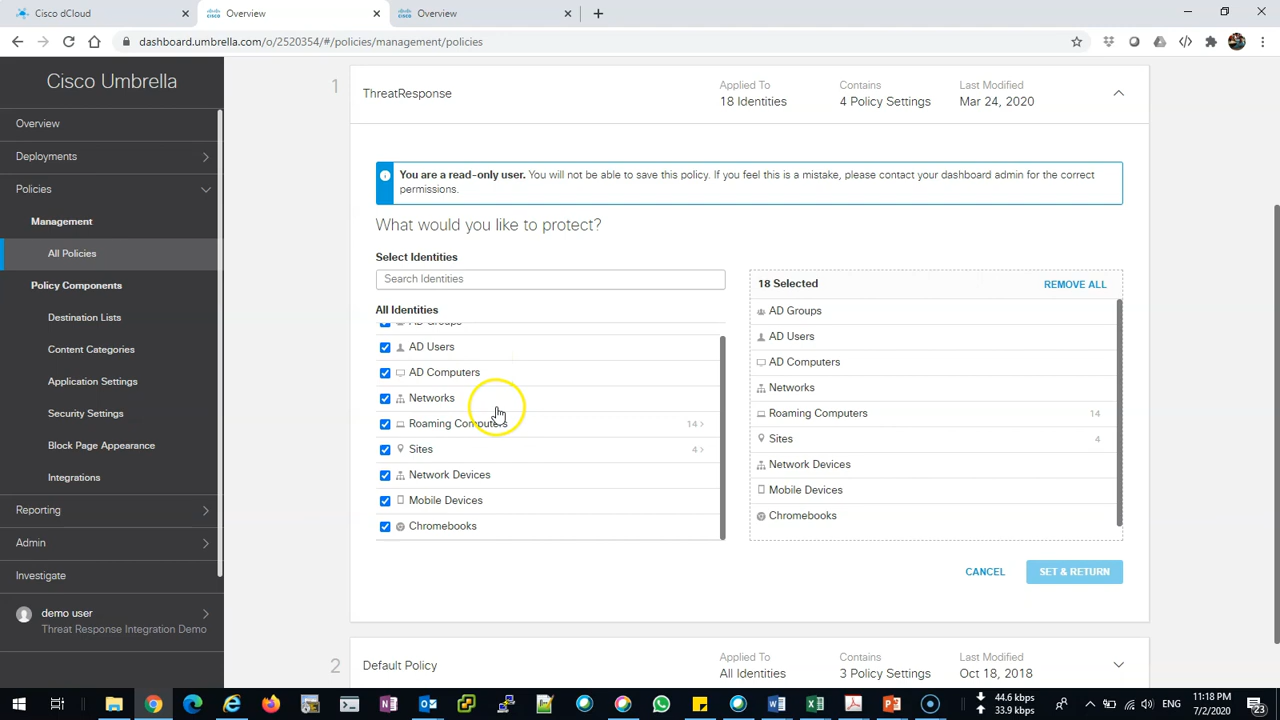 Cisco dCloud
Overview
Overview
dashboard.umbrella.com/o/2520354/#/policies/management/policies
Cisco Umbrella
Overview
Deployments
Policies
Management
All Policies
Policy Components
Destination Lists
Content Categories
Application Settings
Security Settings
Block Page Appearance
Integrations
Reporting
Admin
Investigate
demo user
Threat Response Integration Demo
1
ThreatResponse
Applied To
18 Identities
Contains
4 Policy Settings
Last Modified
Mar 24, 2020
You are a read-only user. You will not be able to save this policy. If you feel this is a mistake, please contact your dashboard admin for the correct
permissions.
What would you like to protect?
Select Identities
Search Identities
All Identities
AD Groups
AD Users
AD Computers
Networks
Roaming Computers 14 >
Sites 4 >
Network Devices
Mobile Devices
Chromebooks
18 Selected REMOVE ALL
AD Groups
AD Users
AD Computers
Networks
Roaming Computers 14
Sites 4
Network Devices
Mobile Devices
Chromebooks
CANCEL SET & RETURN
2
Default Policy
Applied To
All Identities
Contains
3 Policy Settings
Last Modified
Oct 18, 2018
44.6 kbps
33.9 kbps
ENG
11:18 PM
7/2/2020
23